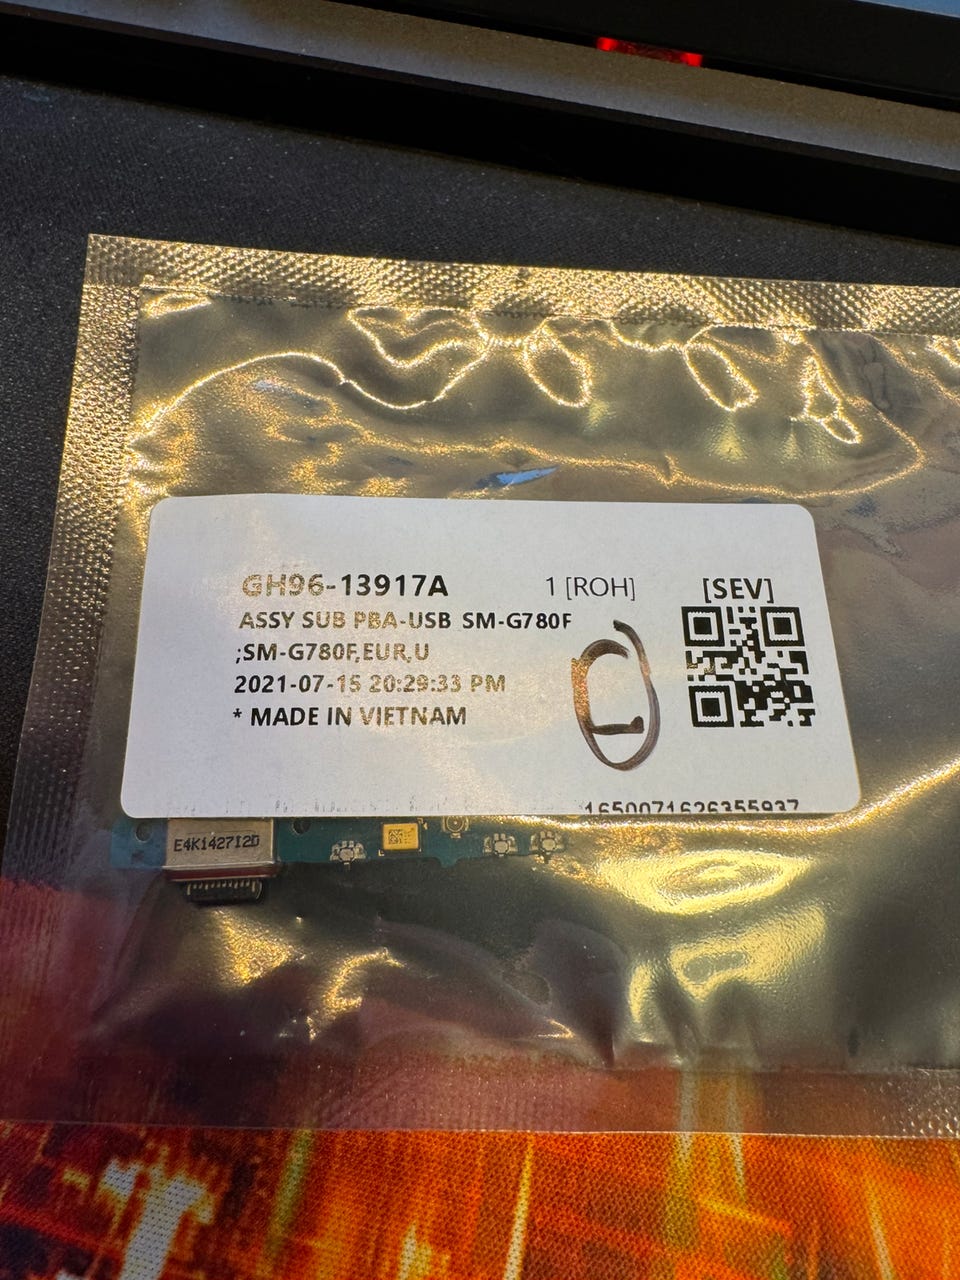 GH96-13917A 1 [ROH] [SEV]
ASSY SUB PBA-USB SM-G780F
;SM-G780F,EUR,U
2021-07-15 20:29:33 PM
* MADE IN VIETNAM
1650071626355937
E4K142712D